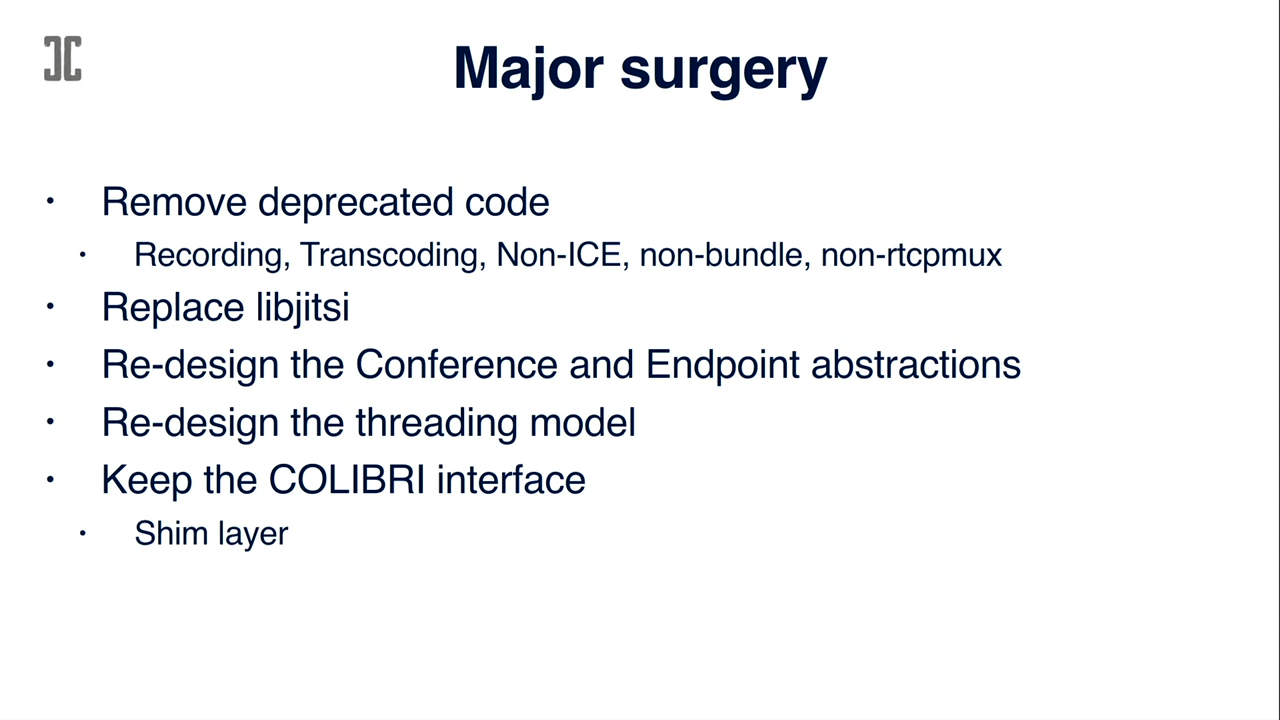 Major surgery
• Remove deprecated code
• Recording, Transcoding, Non-ICE, non-bundle, non-rtcpmux
• Replace libjitsi
• Re-design the Conference and Endpoint abstractions
• Re-design the threading model
• Keep the COLIBRI interface
• Shim layer